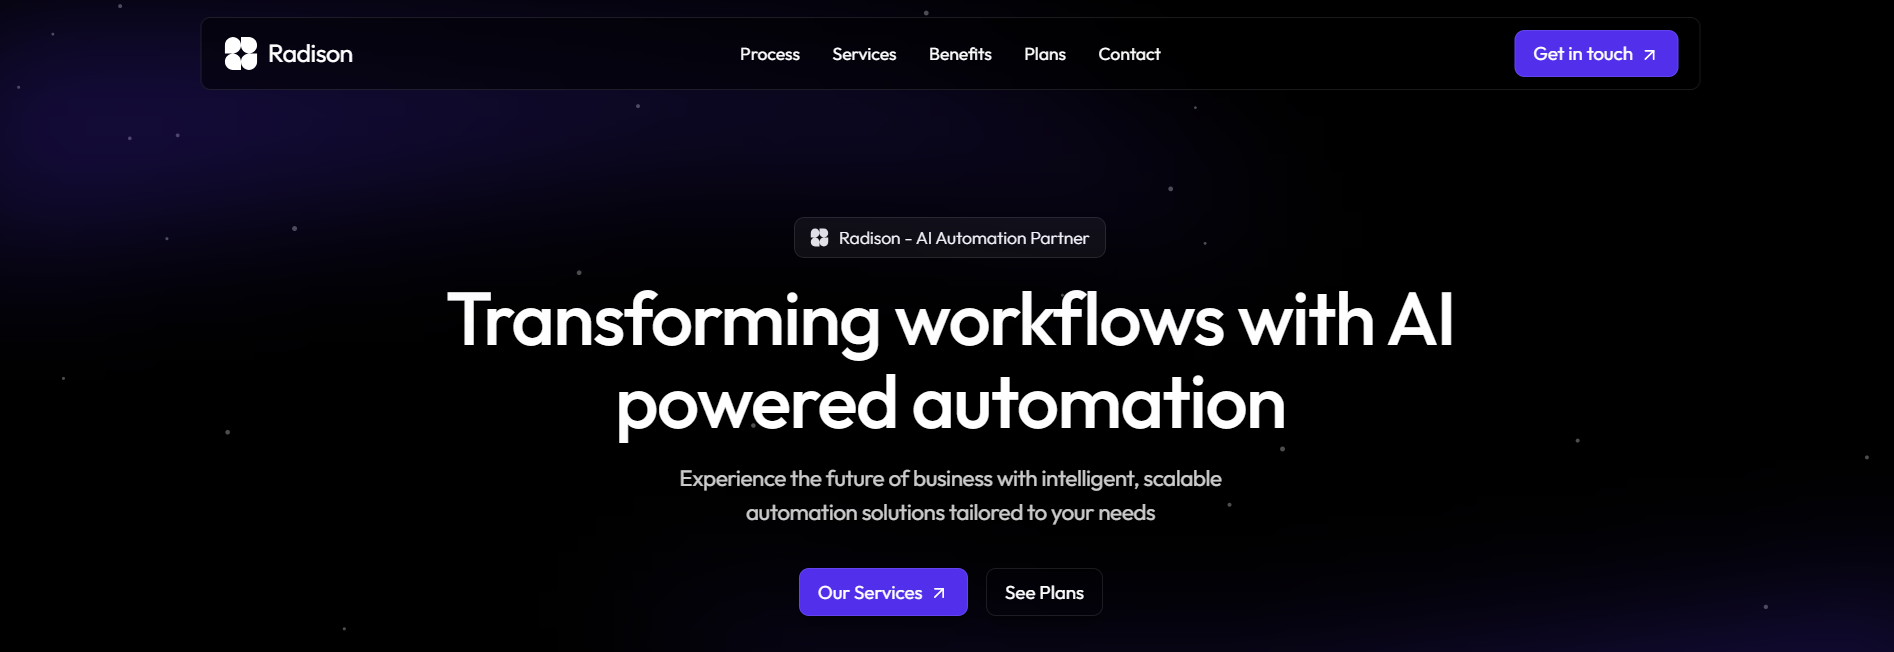 Radison
Process
Services
Benefits
Plans
Contact
Get in touch
Radison - AI Automation Partner
Transforming workflows with AI
powered automation
Experience the future of business with intelligent, scalable
automation solutions tailored to your needs
Our Services
See Plans